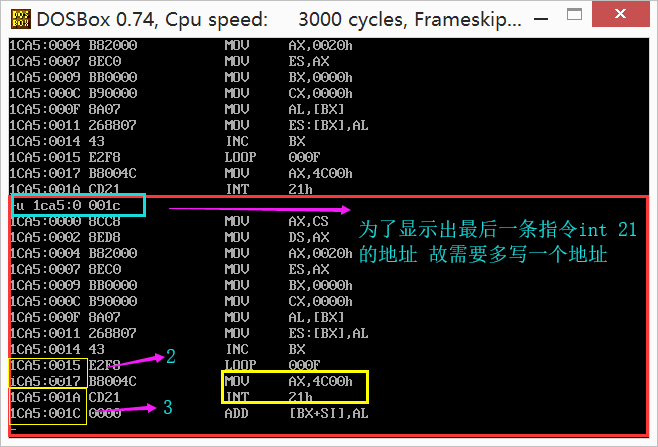 DOSBox 0.74, Cpu speed: 3000 cycles, Frameskip...
1CA5:0004 B82000 MOV AX,0020h
1CA5:0007 8EC0 MOV ES,AX
1CA5:0009 BB0000 MOV BX,0000h
1CA5:000C B90000 MOV CX,0000h
1CA5:000F 8A07 MOV AL,[BX]
1CA5:0011 268807 MOV ES:[BX],AL
1CA5:0014 43 INC BX
1CA5:0015 E2F8 LOOP 000F
1CA5:0017 B8004C MOV AX,4C00h
1CA5:001A CD21 INT 21h
-u 1ca5:0 001c
1CA5:0000 8CC8 MOV AX,CS
1CA5:0002 8ED8 MOV DS,AX
1CA5:0004 B82000 MOV AX,0020h
1CA5:0007 8EC0 MOV ES,AX
1CA5:0009 BB0000 MOV BX,0000h
1CA5:000C B90000 MOV CX,0000h
1CA5:000F 8A07 MOV AL,[BX]
1CA5:0011 268807 MOV ES:[BX],AL
1CA5:0014 43 INC BX
1CA5:0015 E2F8 LOOP 000F
1CA5:0017 B8004C MOV AX,4C00h
1CA5:001A CD21 INT 21h
1CA5:001C 0000 ADD [BX+SI],AL
-
为了显示出最后一条指令int 21
的地址 故需要多写一个地址
2
3